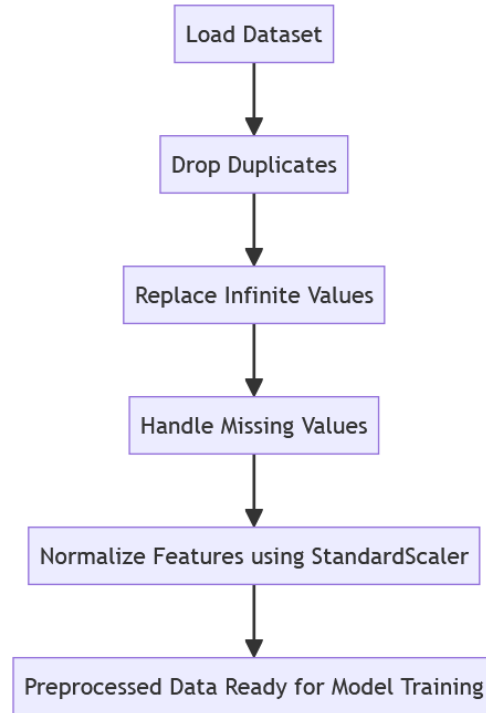 Load Dataset
Drop Duplicates
Replace Infinite Values
Handle Missing Values
Normalize Features using StandardScaler
Preprocessed Data Ready for Model Training